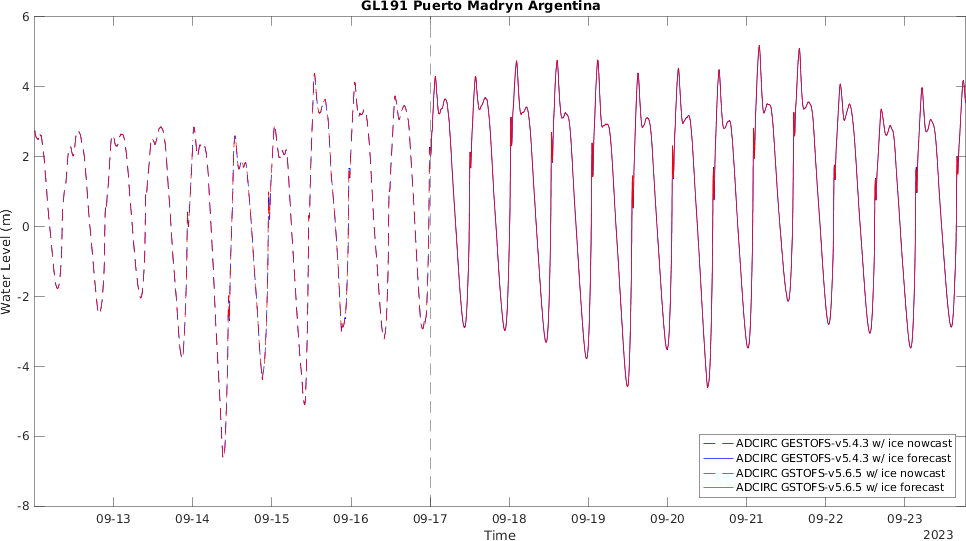 GL191 Puerto Madryn Argentina
6
4
2
0
-2
-4
-6
-8
Water Level (m)
09-13 09-14 09-15 09-16 09-17 09-18 09-19 09-20 09-21 09-22 09-23
Time
2023
ADCIRC GESTOFS-v5.4.3 w/ ice nowcast
ADCIRC GESTOFS-v5.4.3 w/ ice forecast
ADCIRC GSTOFS-v5.6.5 w/ ice nowcast
ADCIRC GSTOFS-v5.6.5 w/ ice forecast